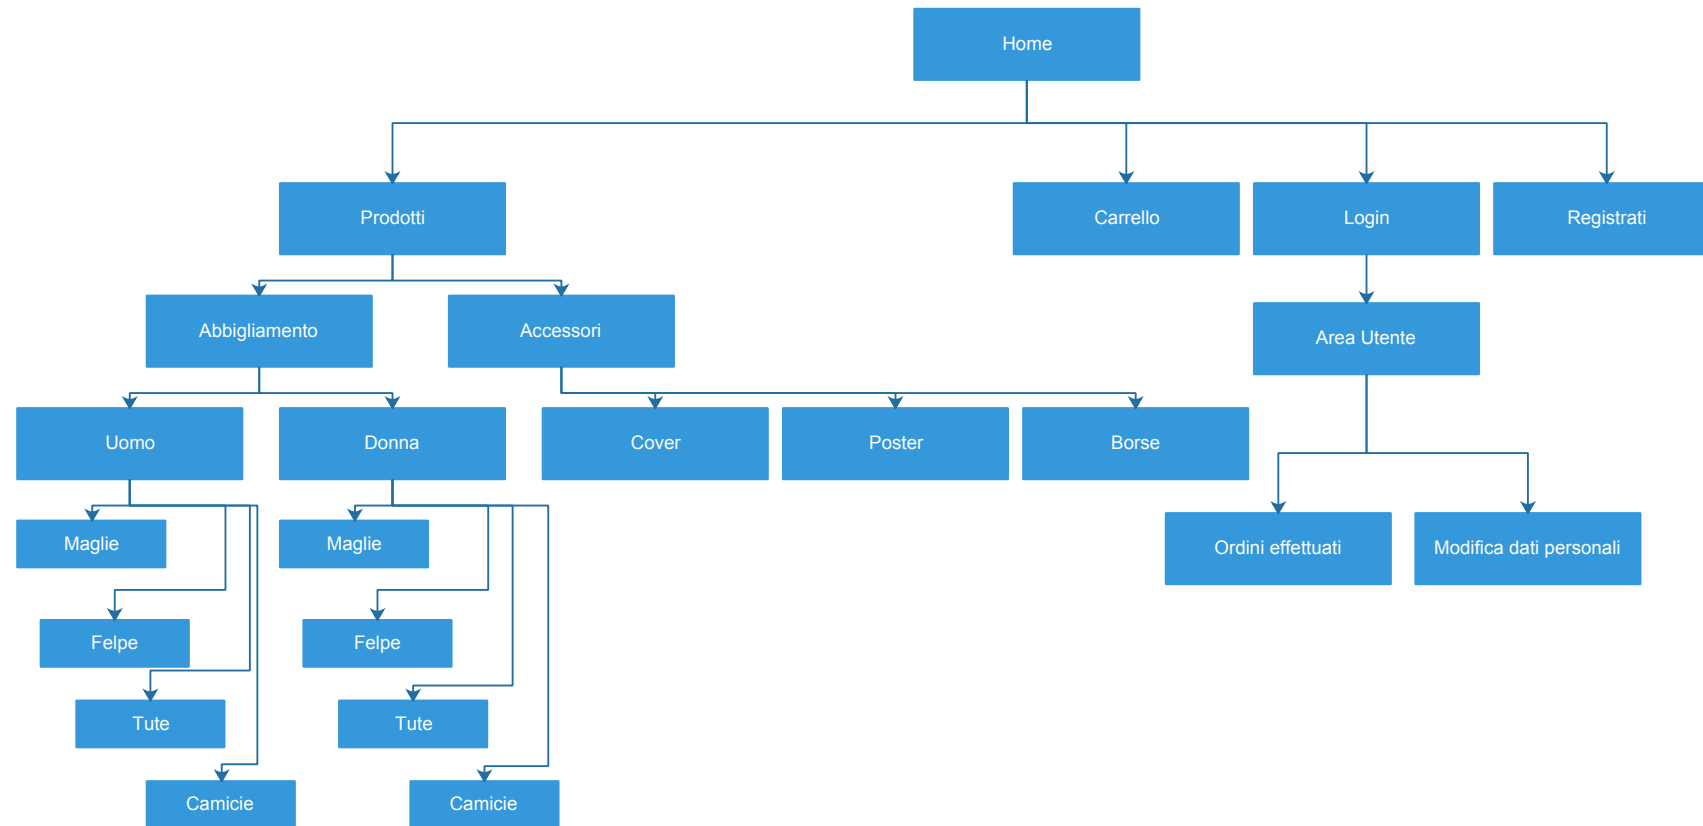 Home
Prodotti
Carrello
Login
Registrati
Abbigliamento
Accessori
Area Utente
Uomo
Donna
Cover
Poster
Borse
Maglie
Maglie
Ordini effettuati
Modifica dati personali
Felpe
Felpe
Tute
Tute
Camicie
Camicie